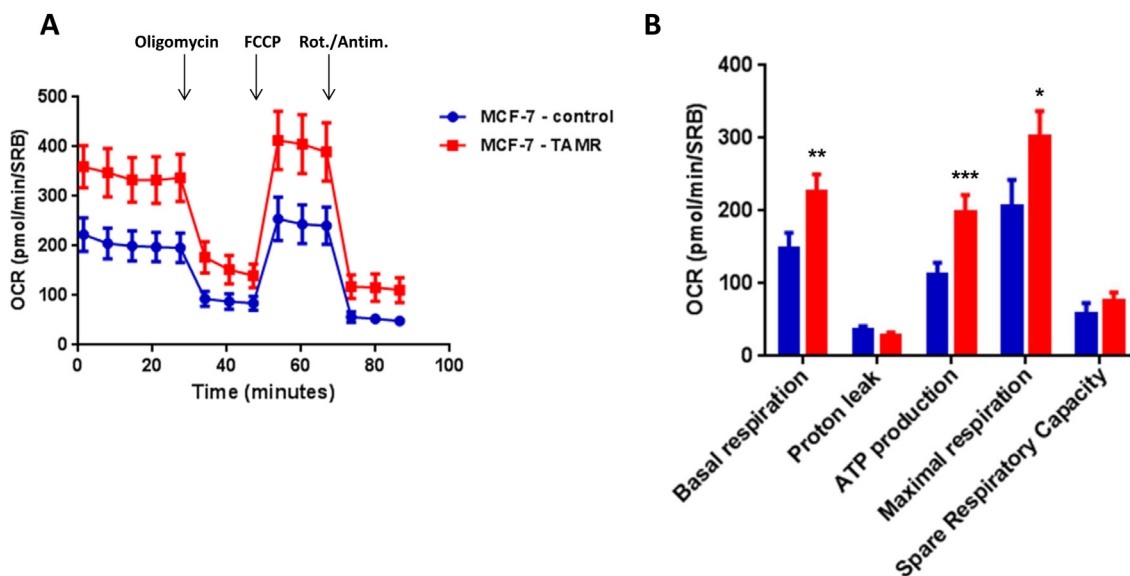 A
Oligomycin
FCCP
Rot./Antim.
OCR (pmol/min/SRB)
500
400
300
200
100
0
0
20
40
60
80
100
Time (minutes)
MCF-7 - control
MCF-7 - TAMR
B
OCR (pmol/min/SRB)
400
300
200
100
0
**
***
*
Basal respiration
Proton leak
ATP production
Maximal respiration
Spare Respiratory Capacity